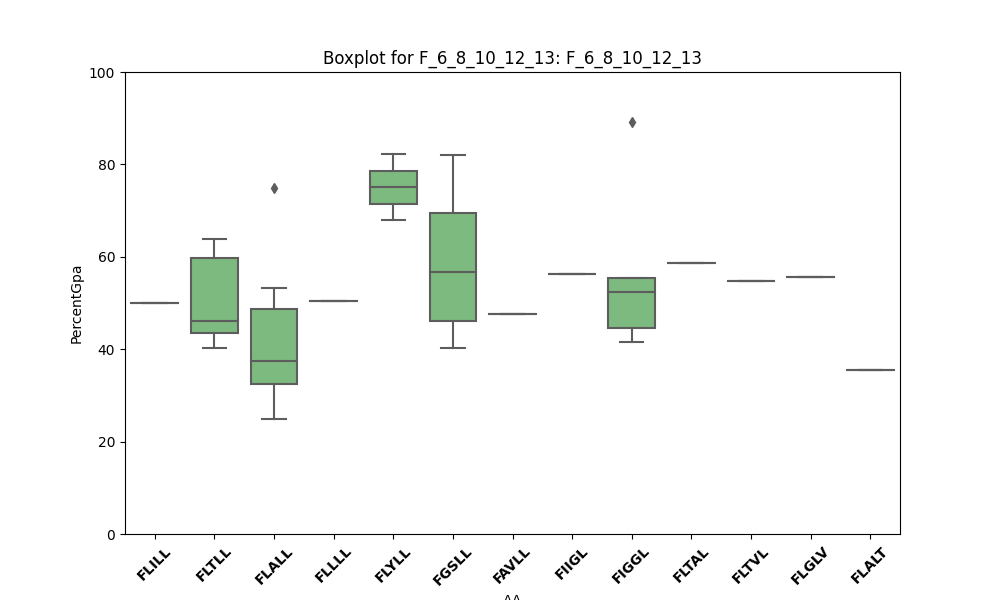 Boxplot for F_6_8_10_12_13: F_6_8_10_12_13
100
80
60
40
20
0
PercentGpa
FLILL
FLTLL
FLALL
FLLLL
FLYLL
FGSLL
FAVLL
FIIGL
FIGGL
FLTAL
FLTVL
FLGLV
FLALT
AA